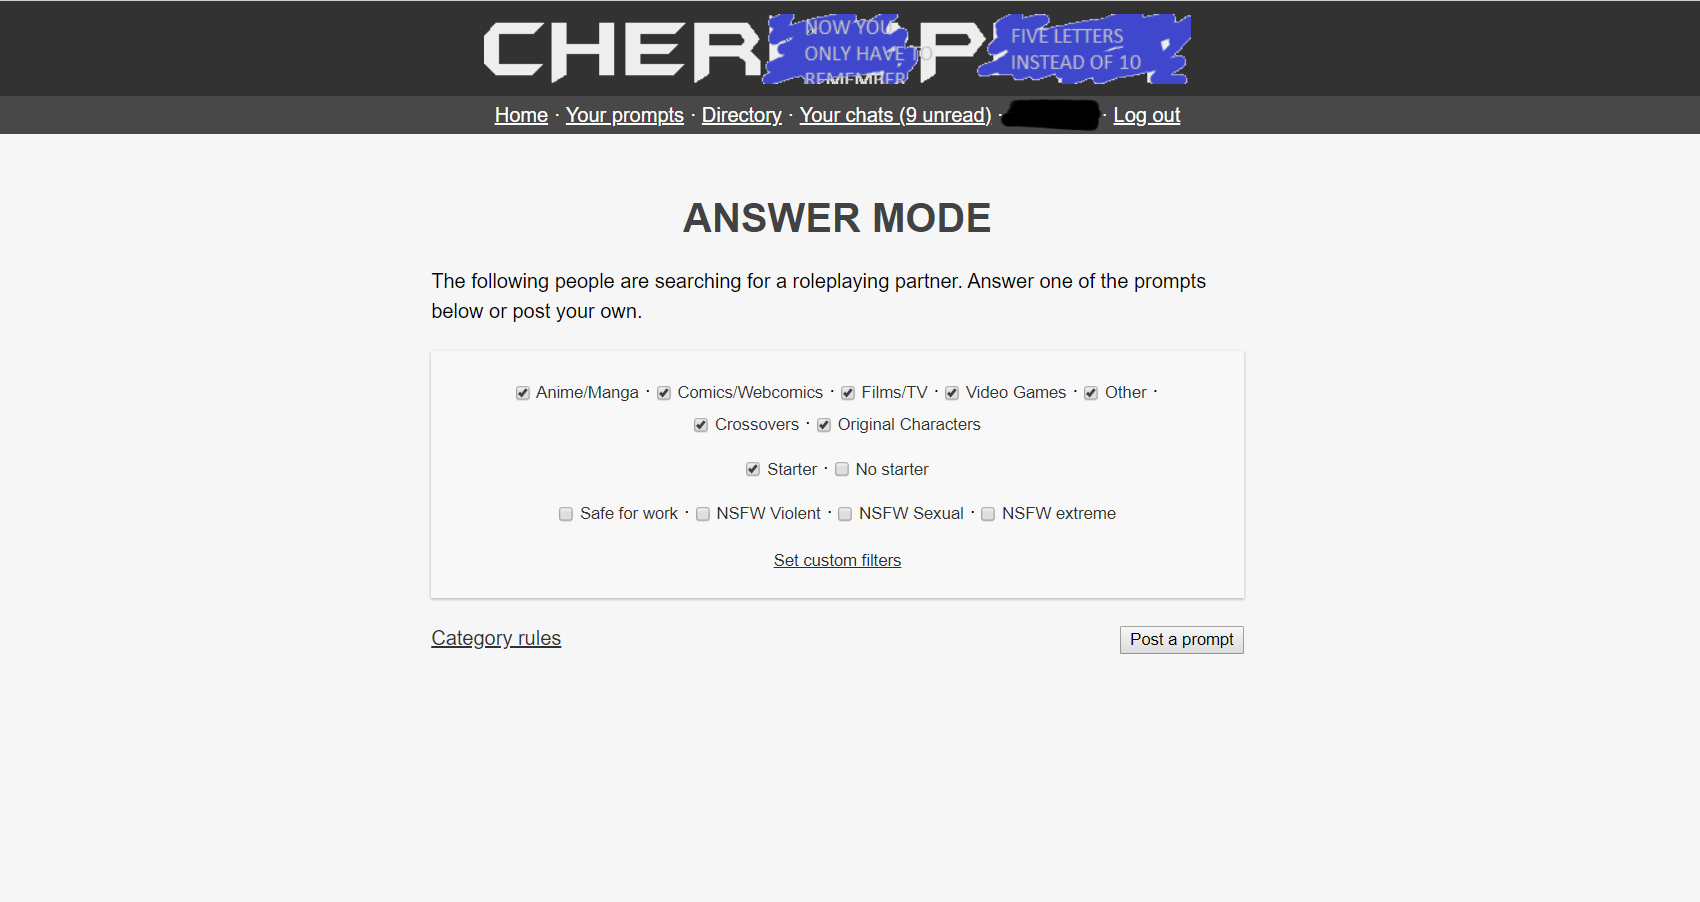 CHER P
NOW YOU
ONLY HAVE TO
REMEMBER
FIVE LETTERS
INSTEAD OF 10
Home · Your prompts · Directory · Your chats (9 unread) · · Log out
ANSWER MODE
The following people are searching for a roleplaying partner. Answer one of the prompts
below or post your own.
Anime/Manga · Comics/Webcomics · Films/TV · Video Games · Other ·
Crossovers · Original Characters
Starter · No starter
Safe for work · NSFW Violent · NSFW Sexual · NSFW extreme
Set custom filters
Category rules
Post a prompt